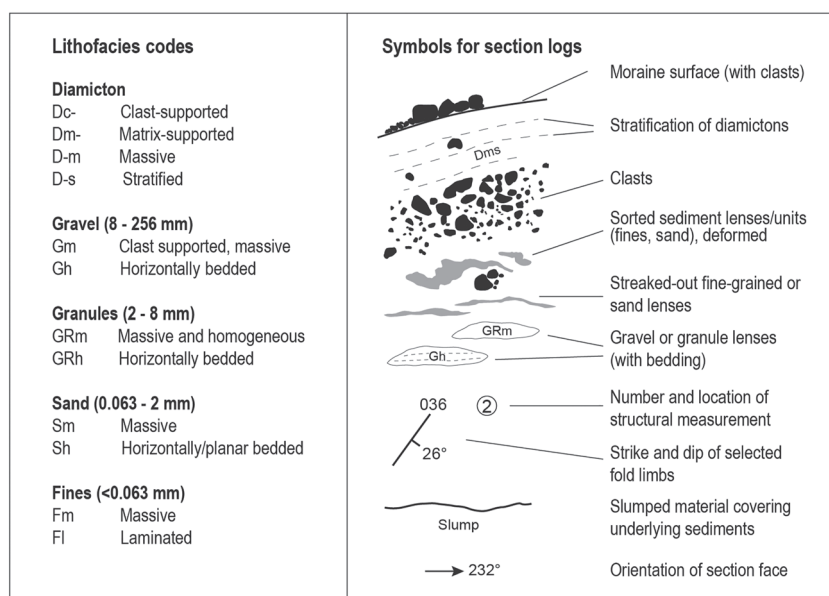 Lithofacies codes
Diamicton
Dc- Clast-supported
Dm- Matrix-supported
D-m Massive
D-s Stratified
Gravel (8 - 256 mm)
Gm Clast supported, massive
Gh Horizontally bedded
Granules (2 - 8 mm)
GRm Massive and homogeneous
GRh Horizontally bedded
Sand (0.063 - 2 mm)
Sm Massive
Sh Horizontally/planar bedded
Fines (<0.063 mm)
Fm Massive
Fl Laminated
Symbols for section logs
Moraine surface (with clasts)
Stratification of diamictons
Dms
Clasts
Sorted sediment lenses/units
(fines, sand), deformed
Streaked-out fine-grained or
sand lenses
GRm
Gravel or granule lenses
(with bedding)
Gh
036 2
Number and location of
structural measurement
26°
Strike and dip of selected
fold limbs
Slump
Slumped material covering
underlying sediments
232°
Orientation of section face